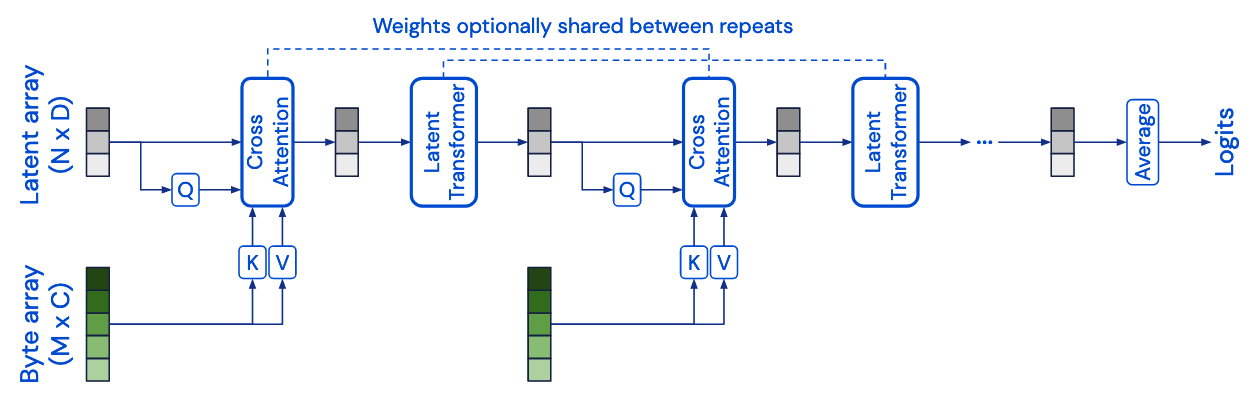 Weights optionally shared between repeats
Latent array
(N x D)
Q
Cross
Attention
K
V
Latent
Transformer
Q
Cross
Attention
K
V
Latent
Transformer
...
Average
Logits
Byte array
(M x C)